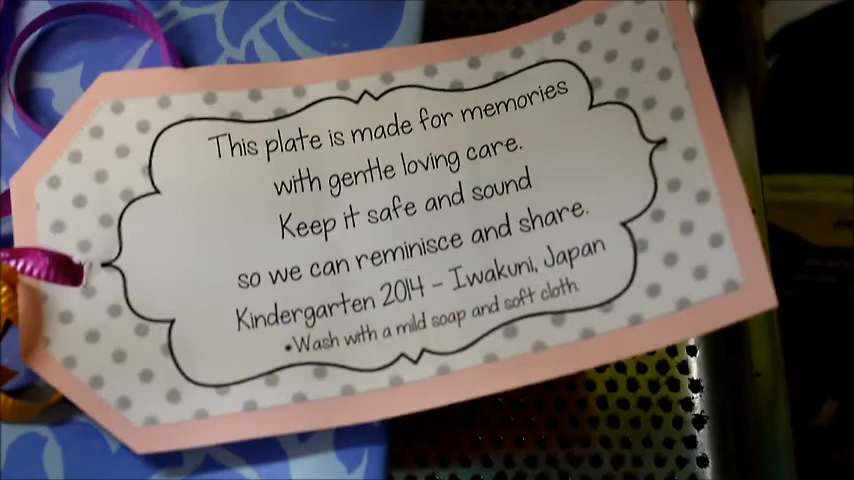 This plate is made for memories
with gentle loving care.
Keep it safe and sound
so we can reminisce and share.
Kindergarten 2014 - Iwakuni, Japan
•Wash with a mild soap and soft cloth